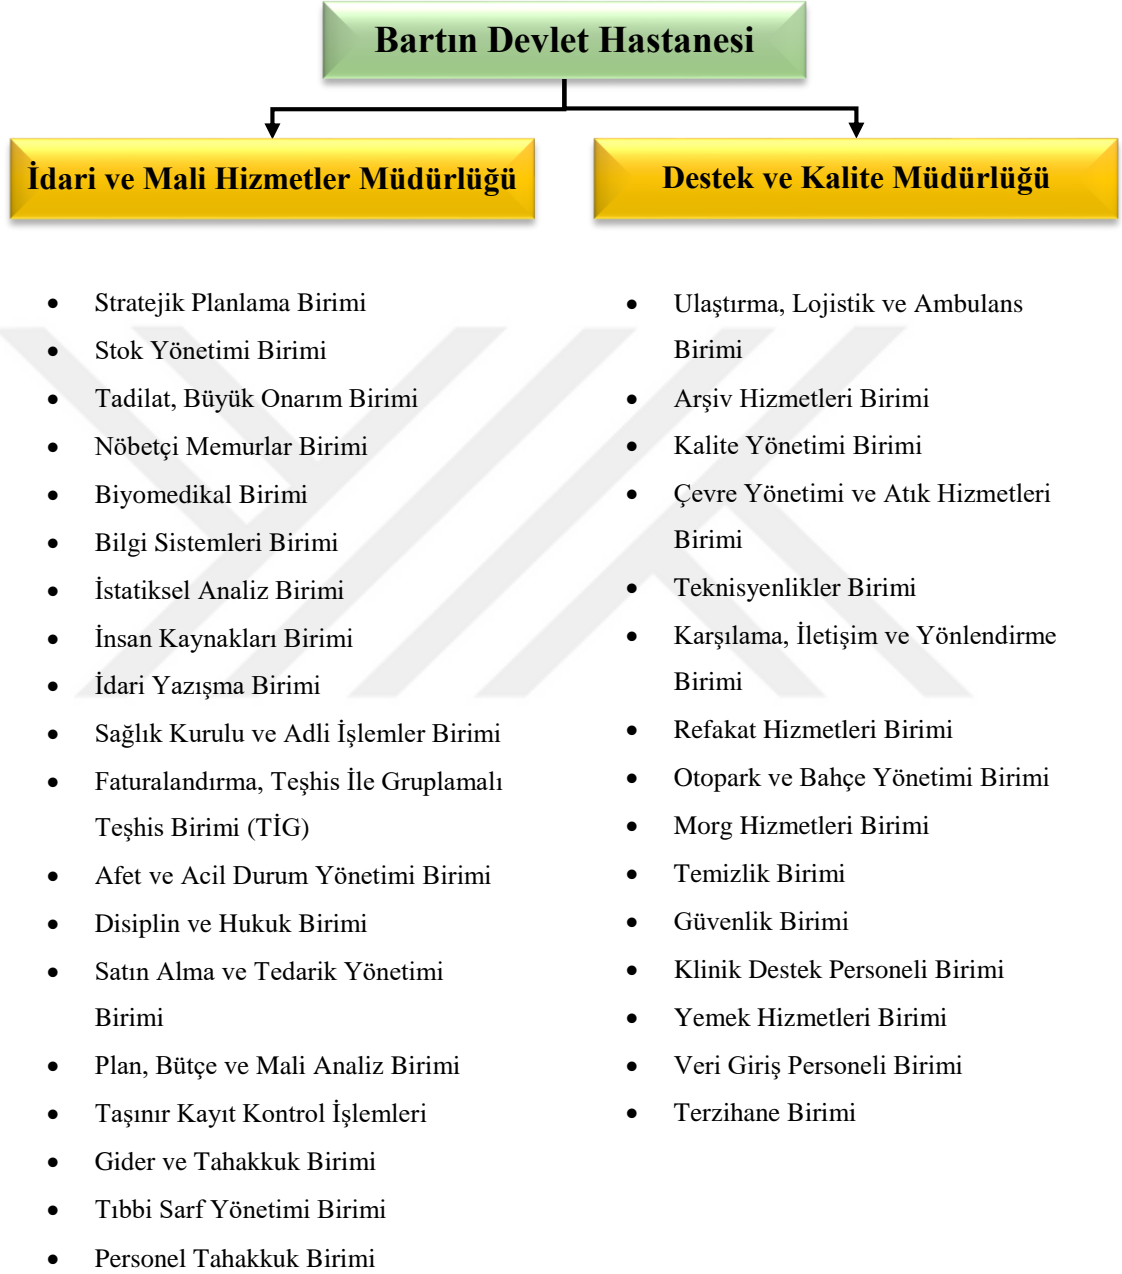 Bartın Devlet Hastanesi
İdari ve Mali Hizmetler Müdürlüğü
Destek ve Kalite Müdürlüğü
• Stratejik Planlama Birimi
• Stok Yönetimi Birimi
• Tadilat, Büyük Onarım Birimi
• Nöbetçi Memurlar Birimi
• Biyomedikal Birimi
• Bilgi Sistemleri Birimi
• İstatiksel Analiz Birimi
• İnsan Kaynakları Birimi
• İdari Yazışma Birimi
• Sağlık Kurulu ve Adli İşlemler Birimi
• Faturalandırma, Teşhis İle Gruplamalı
Teşhis Birimi (TİG)
• Afet ve Acil Durum Yönetimi Birimi
• Disiplin ve Hukuk Birimi
• Satın Alma ve Tedarik Yönetimi
Birimi
• Plan, Bütçe ve Mali Analiz Birimi
• Taşınır Kayıt Kontrol İşlemleri
• Gider ve Tahakkuk Birimi
• Tıbbi Sarf Yönetimi Birimi
• Personel Tahakkuk Birimi
• Ulaştırma, Lojistik ve Ambulans
Birimi
• Arşiv Hizmetleri Birimi
• Kalite Yönetimi Birimi
• Çevre Yönetimi ve Atık Hizmetleri
Birimi
• Teknisyenlikler Birimi
• Karşılama, İletişim ve Yönlendirme
Birimi
• Refakat Hizmetleri Birimi
• Otopark ve Bahçe Yönetimi Birimi
• Morg Hizmetleri Birimi
• Temizlik Birimi
• Güvenlik Birimi
• Klinik Destek Personeli Birimi
• Yemek Hizmetleri Birimi
• Veri Giriş Personeli Birimi
• Terzihane Birimi